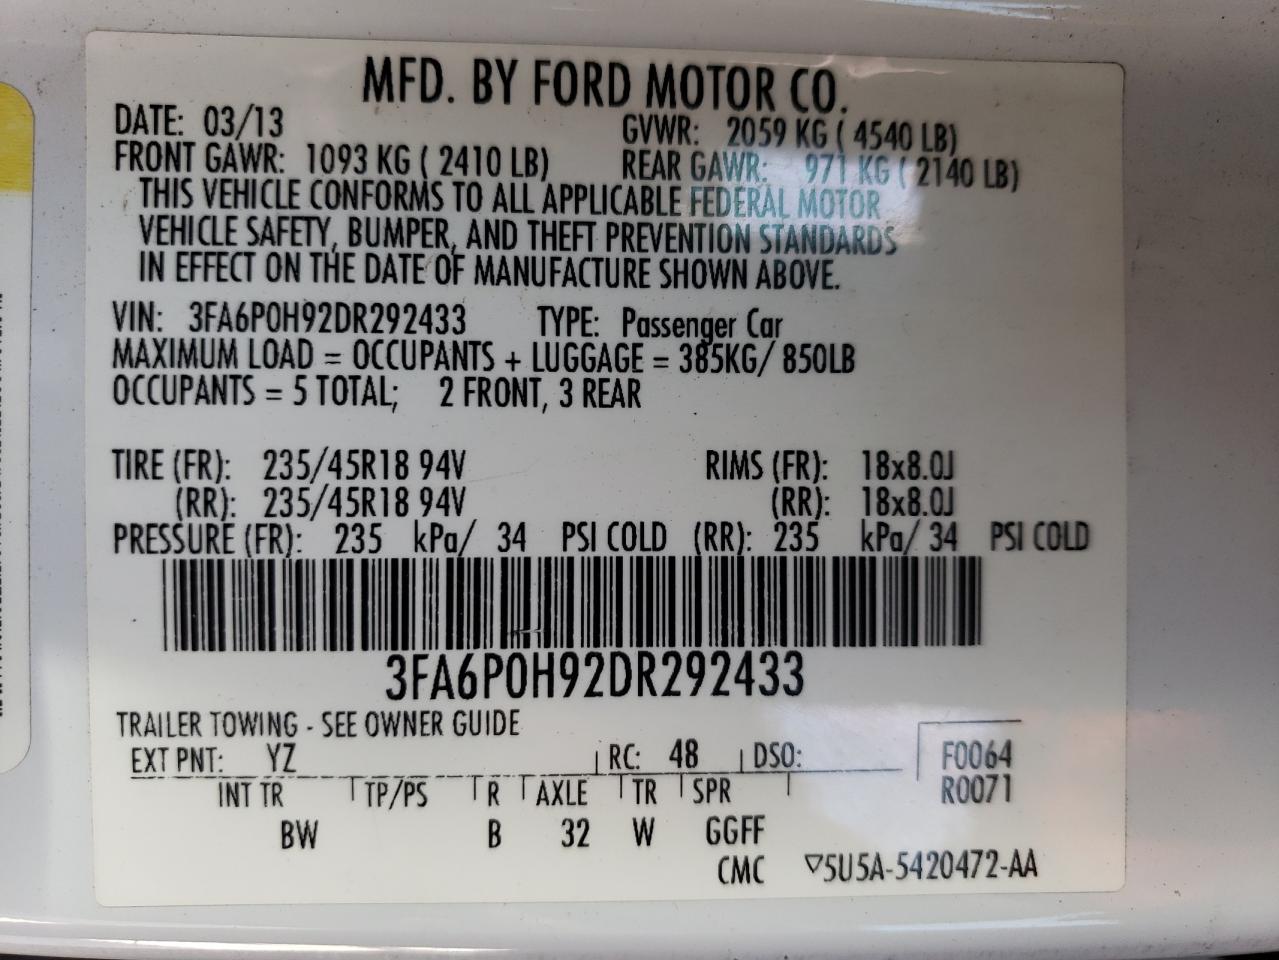 MFD. BY FORD MOTOR CO.
DATE: 03/13 GVWR: 2059 KG ( 4540 LB)
FRONT GAWR: 1093 KG ( 2410 LB) REAR GAWR: 971 KG ( 2140 LB)
THIS VEHICLE CONFORMS TO ALL APPLICABLE FEDERAL MOTOR
VEHICLE SAFETY, BUMPER, AND THEFT PREVENTION STANDARDS
IN EFFECT ON THE DATE OF MANUFACTURE SHOWN ABOVE.
VIN: 3FA6P0H92DR292433 TYPE: Passenger Car
MAXIMUM LOAD = OCCUPANTS + LUGGAGE = 385KG/ 850LB
OCCUPANTS = 5 TOTAL; 2 FRONT, 3 REAR
TIRE (FR): 235/45R18 94V RIMS (FR): 18x8.0J
(RR): 235/45R18 94V (RR): 18x8.0J
PRESSURE (FR): 235 kPa/ 34 PSI COLD (RR): 235 kPa/ 34 PSI COLD
3FA6P0H92DR292433
TRAILER TOWING - SEE OWNER GUIDE
EXT PNT: YZ RC: 48 DSO: F0064
INT TR TP/PS R AXLE TR SPR R0071
BW B 32 W GGFF
CMC ▽5U5A-5420472-AA